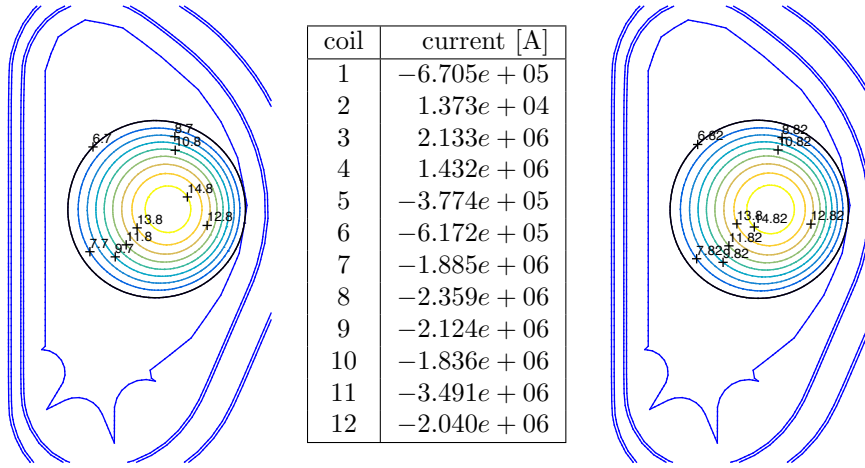 6.7
8.7
10.8
14.8
13.8
12.8
11.8
7.7
9.7
coil current [A]
1 −6.705e + 05
2 1.373e + 04
3 2.133e + 06
4 1.432e + 06
5 −3.774e + 05
6 −6.172e + 05
7 −1.885e + 06
8 −2.359e + 06
9 −2.124e + 06
10 −1.836e + 06
11 −3.491e + 06
12 −2.040e + 06
6.82
8.82
10.82
13.8
14.82
12.82
11.82
7.82
9.82